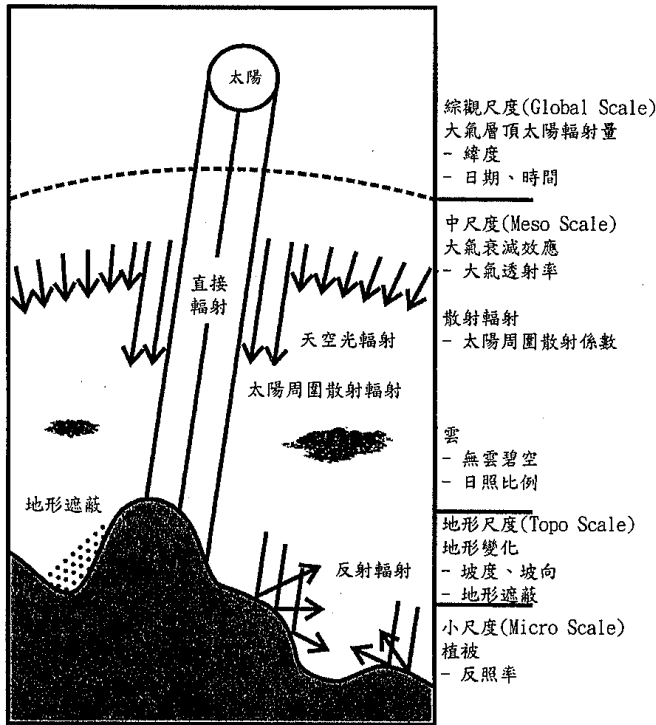 太陽
綜觀尺度(Global Scale)
大氣層頂太陽輻射量
- 緯度
- 日期、時間
中尺度(Meso Scale)
大氣衰減效應
- 大氣透射率
直接
輻射
散射輻射
- 太陽周圍散射係數
天空光輻射
太陽周圍散射輻射
雲
- 無雲碧空
- 日照比例
地形遮蔽
地形尺度(Topo Scale)
地形變化
- 坡度、坡向
- 地形遮蔽
反射輻射
小尺度(Micro Scale)
植被
- 反照率